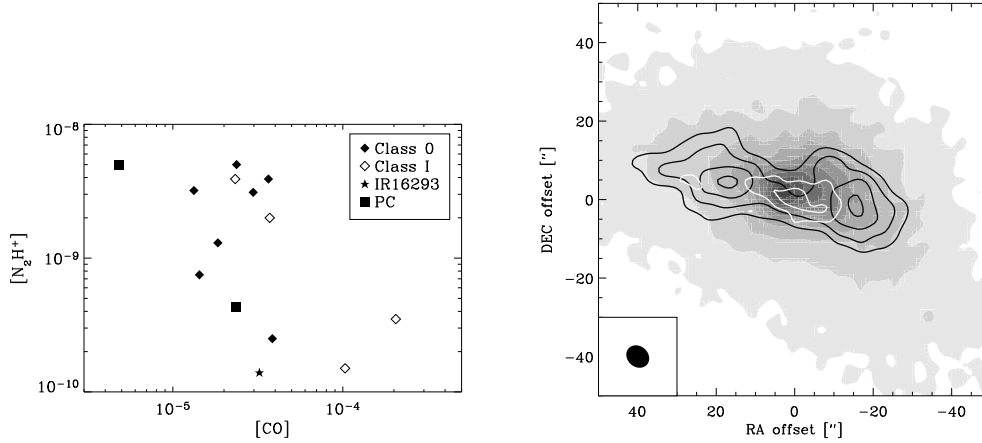 10⁻⁸
10⁻⁹
10⁻¹⁰
[N₂H⁺]
◆ Class 0
◇ Class I
★ IR16293
■ PC
10⁻⁵ 10⁻⁴
[CO]
40
20
0
-20
-40
DEC offset ["]
40 20 0 -20 -40
RA offset ["]